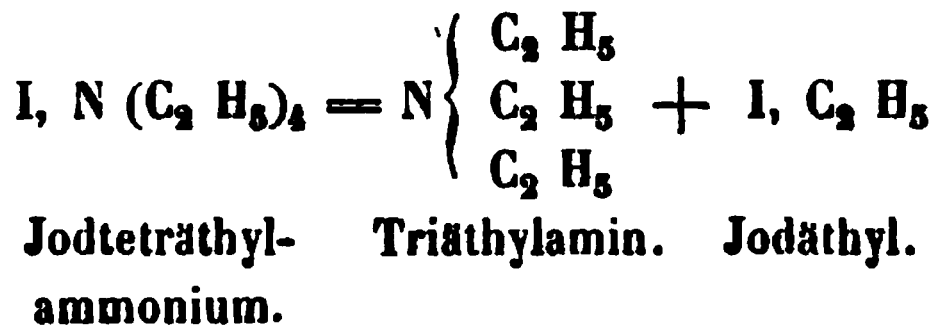 C₂ H₅
I, N (C₂ H₅)₄ = N { C₂ H₅ + I, C₂ H₅
C₂ H₅
Jodteträthyl- Triäthylamin. Jodäthyl.
ammonium.